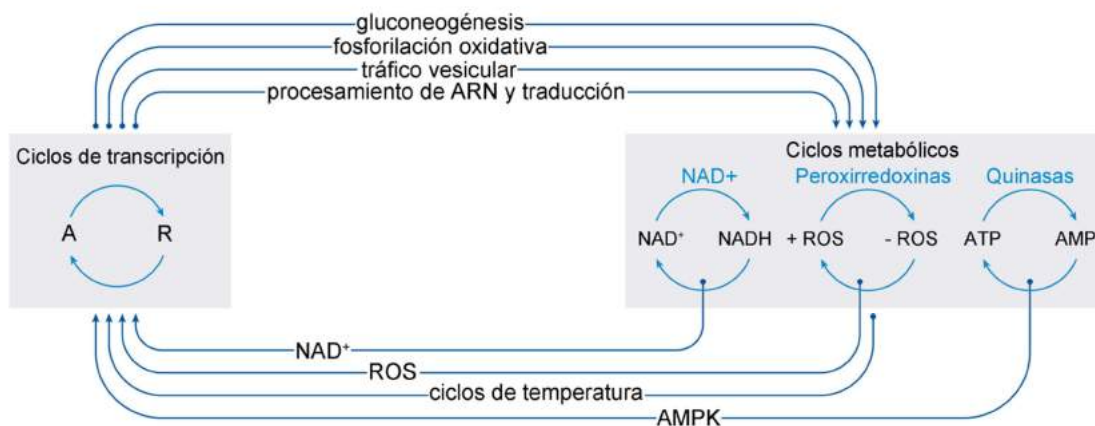 gluconeogénesis
fosforilación oxidativa
tráfico vesicular
procesamiento de ARN y traducción
Ciclos de transcripción
A R
Ciclos metabólicos
NAD+ Peroxirredoxinas Quinasas
NAD⁺ NADH + ROS - ROS ATP AMP
NAD⁺
ROS
ciclos de temperatura
AMPK